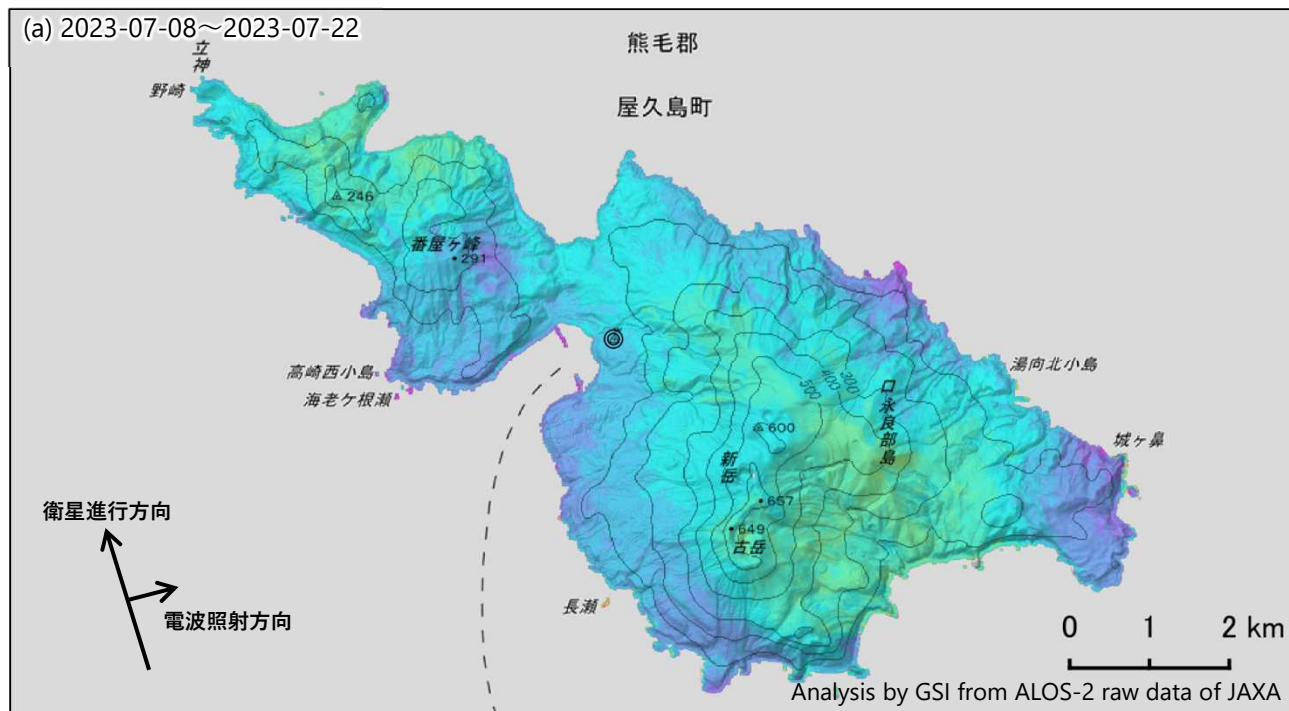 (a) 2023-07-08～2023-07-22
熊毛郡
立神
野崎
屋久島町
246
番屋ヶ峰
291
高崎西小島
海老ケ根瀬
湯向北小島
300
400
500
口永良部島
600
城ヶ鼻
新岳
657
649
古岳
衛星進行方向
電波照射方向
長瀬
0 1 2 km
Analysis by GSI from ALOS-2 raw data of JAXA